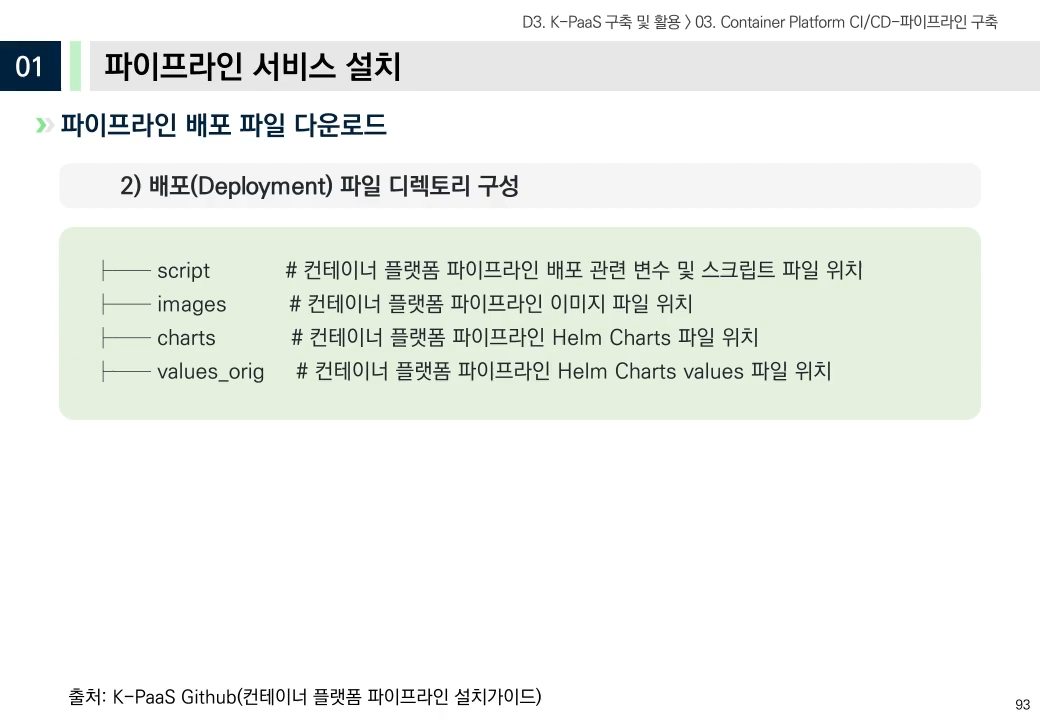 D3. K-PaaS 구축 및 활용 > 03. Container Platform CI/CD-파이프라인 구축
01 파이프라인 서비스 설치
파이프라인 배포 파일 다운로드
2) 배포(Deployment) 파일 디렉토리 구성
├── script # 컨테이너 플랫폼 파이프라인 배포 관련 변수 및 스크립트 파일 위치
├── images # 컨테이너 플랫폼 파이프라인 이미지 파일 위치
├── charts # 컨테이너 플랫폼 파이프라인 Helm Charts 파일 위치
├── values_orig # 컨테이너 플랫폼 파이프라인 Helm Charts values 파일 위치
출처: K-PaaS Github(컨테이너 플랫폼 파이프라인 설치가이드)
93